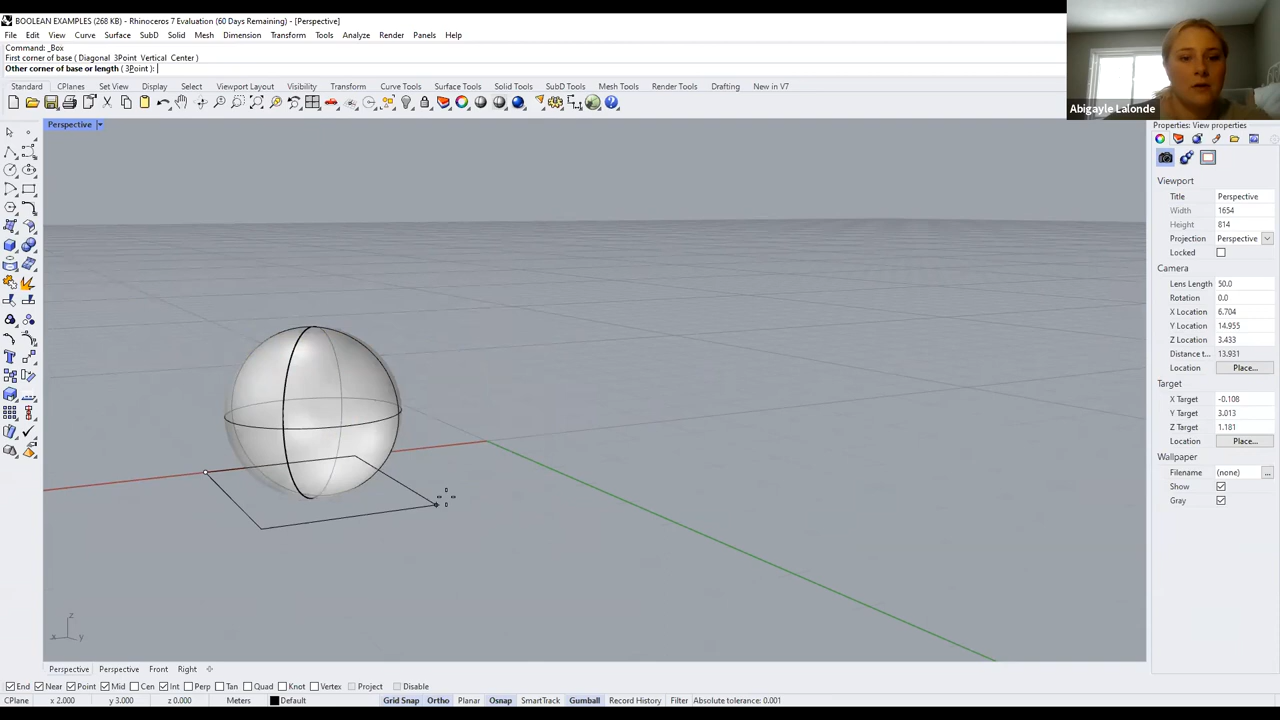 BOOLEAN EXAMPLES (268 KB) - Rhinoceros 7 Evaluation (60 Days Remaining) - [Perspective]
File Edit View Curve Surface SubD Solid Mesh Dimension Transform Tools Analyze Render Panels Help
Command: _Box
First corner of base ( Diagonal 3Point Vertical Center )
Other corner of base or length ( 3Point ):
Standard CPlanes Set View Display Select Viewport Layout Visibility Transform Curve Tools Surface Tools Solid Tools SubD Tools Mesh Tools Render Tools Drafting New in V7
Abigayle Lalonde
Perspective
Properties: View properties
Viewport
Title Perspective
Width 1654
Height 814
Projection Perspective
Locked
Camera
Lens Length 50.0
Rotation 0.0
X Location 6.704
Y Location 14.955
Z Location 3.433
Distance t... 13.931
Location Place...
Target
X Target -0.108
Y Target 3.013
Z Target 1.181
Location Place...
Wallpaper
Filename (none) ...
Show
Gray
z
x y
Perspective Perspective Front Right
End Near Point Mid Cen Int Perp Tan Quad Knot Vertex Project Disable
CPlane x 2.000 y 3.000 z 0.000 Meters Default Grid Snap Ortho Planar Osnap SmartTrack Gumball Record History Filter Absolute tolerance: 0.001